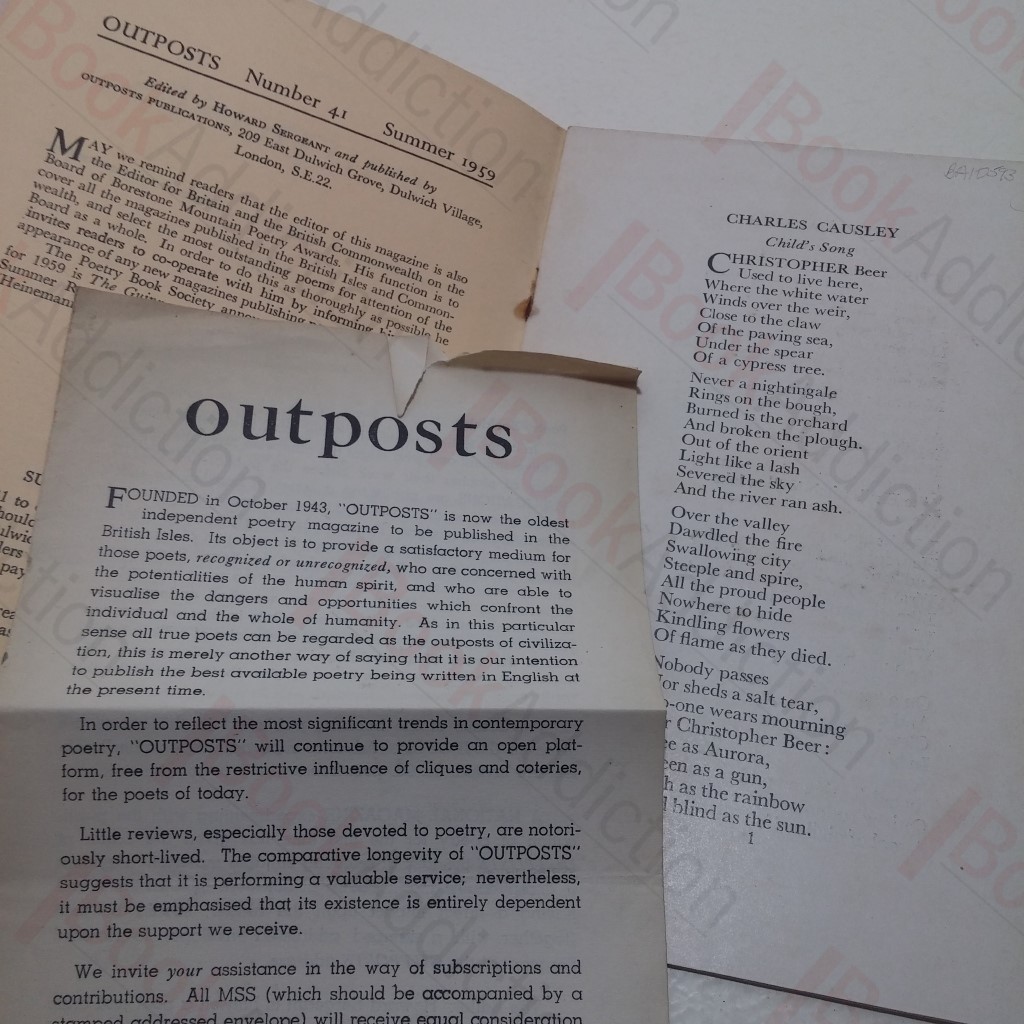 OUTPOSTS Number 41 Summer 1959
Edited by HOWARD SERGEANT and published by
OUTPOSTS PUBLICATIONS, 209 East Dulwich Grove, Dulwich Village,
London, S.E.22.
MAY we remind readers that the editor of this magazine is also
the Editor for Britain and the British Commonwealth on the
Board of Borestone Mountain Poetry Awards. His function is to
cover all the magazines published in the British Isles and Common-
wealth, and select the most outstanding poems for attention of the
Board as a whole. In order to do this as thoroughly as possible he
invites readers to co-operate with him by informing
appearance of any new magazines publishing
The Poetry Book Society
for 1959 is The
Summer
outposts
FOUNDED in October 1943, "OUTPOSTS" is now the oldest
independent poetry magazine to be published in the
British Isles. Its object is to provide a satisfactory medium for
those poets, recognized or unrecognized, who are concerned with
the potentialities of the human spirit, and who are able to
visualise the dangers and opportunities which confront the
individual and the whole of humanity. As in this particular
sense all true poets can be regarded as the outposts of civiliza-
tion, this is merely another way of saying that it is our intention
to publish the best available poetry being written in English at
the present time.
In order to reflect the most significant trends in contemporary
poetry, "OUTPOSTS" will continue to provide an open plat-
form, free from the restrictive influence of cliques and coteries,
for the poets of today.
Little reviews, especially those devoted to poetry, are notori-
ously short-lived. The comparative longevity of "OUTPOSTS"
suggests that it is performing a valuable service; nevertheless,
it must be emphasised that its existence is entirely dependent
upon the support we receive.
We invite your assistance in the way of subscriptions and
contributions. All MSS (which should be accompanied by a
stamped addressed envelope) will receive equal consideration
CHARLES CAUSLEY
Child's Song
CHRISTOPHER Beer
Used to live here,
Where the white water
Winds over the weir,
Close to the claw
Of the pawing sea,
Under the spear
Of a cypress tree.
Never a nightingale
Rings on the bough,
Burned is the orchard
And broken the plough.
Out of the orient
Light like a lash
Severed the sky
And the river ran ash.
Over the valley
Dawdled the fire
Swallowing city
Steeple and spire,
All the proud people
Nowhere to hide
Kindling flowers
Of flame as they died.
Nobody passes
Nor sheds a salt tear,
-one wears mourning
Christopher Beer:
as Aurora,
as a gun,
as the rainbow
blind as the sun.
1
BookAddiction